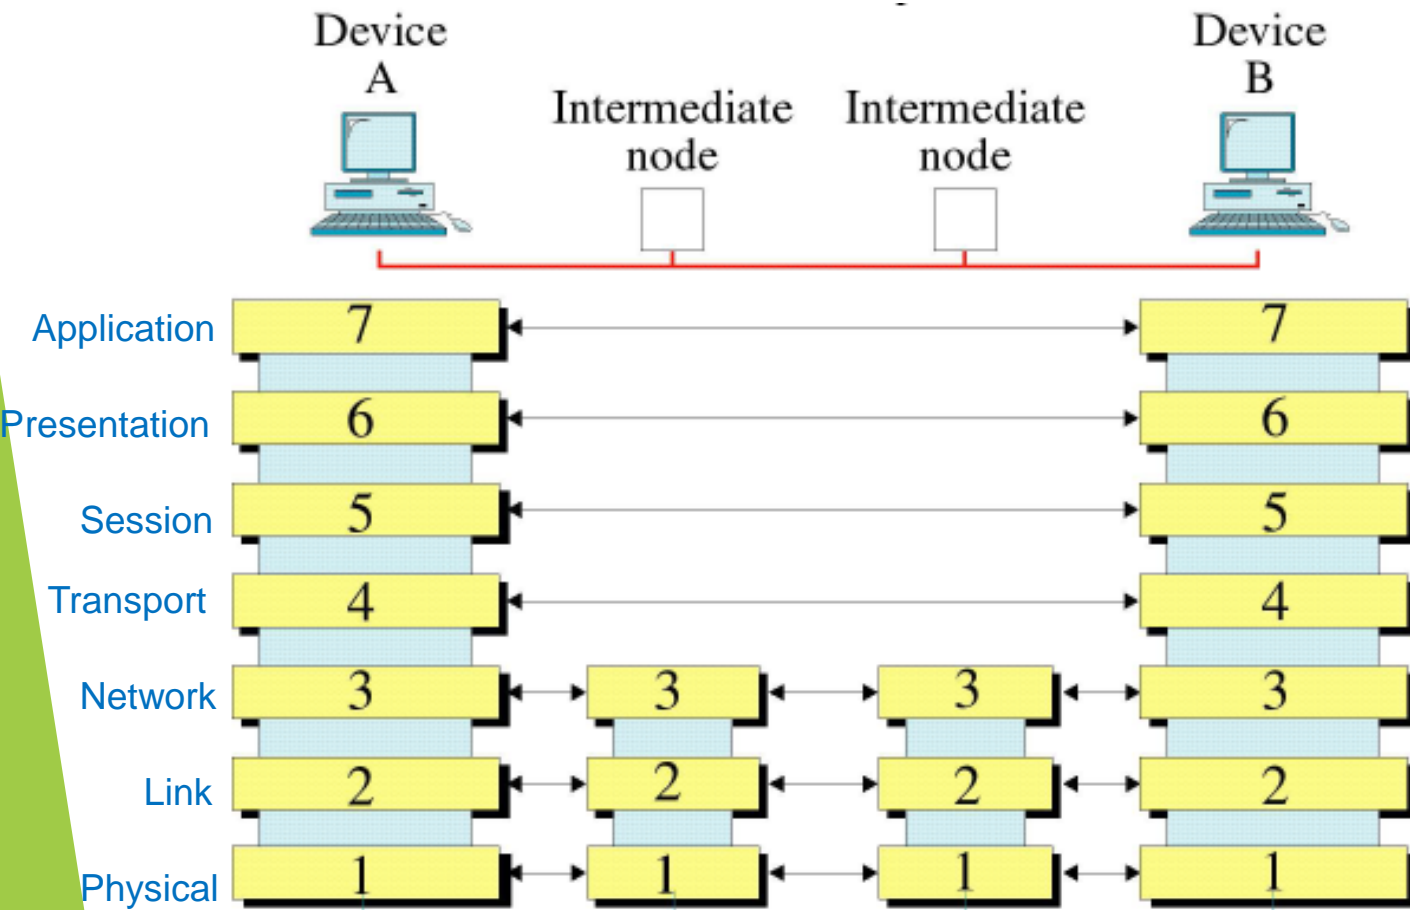 Device
A
Device
B
Intermediate
node
Intermediate
node
Application 7 7
Presentation 6 6
Session 5 5
Transport 4 4
Network 3 3 3 3
Link 2 2 2 2
Physical 1 1 1 1